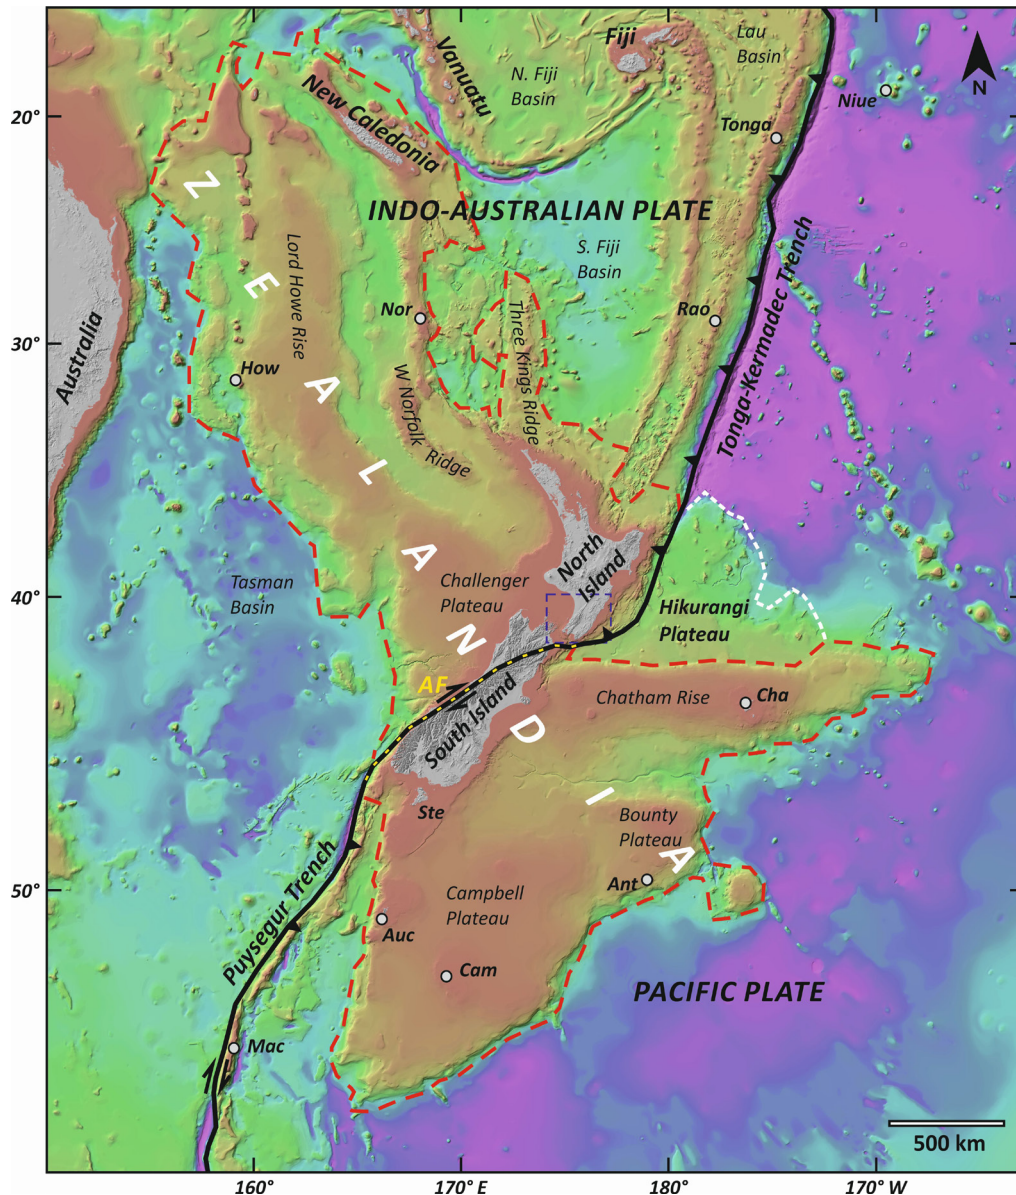 Vanuatu
Fiji
Lau
Basin
N. Fiji
Basin
N
Niue
20°
New Caledonia
Tonga
Z E A L A N D I A
INDO-AUSTRALIAN PLATE
S. Fiji
Basin
Lord Howe Rise
Nor
Three Kings Ridge
Rao
Tonga-Kermadec Trench
Australia
30°
How
W Norfolk
Ridge
North
Island
Tasman
Basin
Challenger
Plateau
40°
Hikurangi
Plateau
AF
South Island
Chatham Rise
Cha
Ste
Bounty
Plateau
Puysegur Trench
50°
Campbell
Plateau
Ant
Auc
Cam
PACIFIC PLATE
Mac
500 km
160°
170° E
180°
170° W